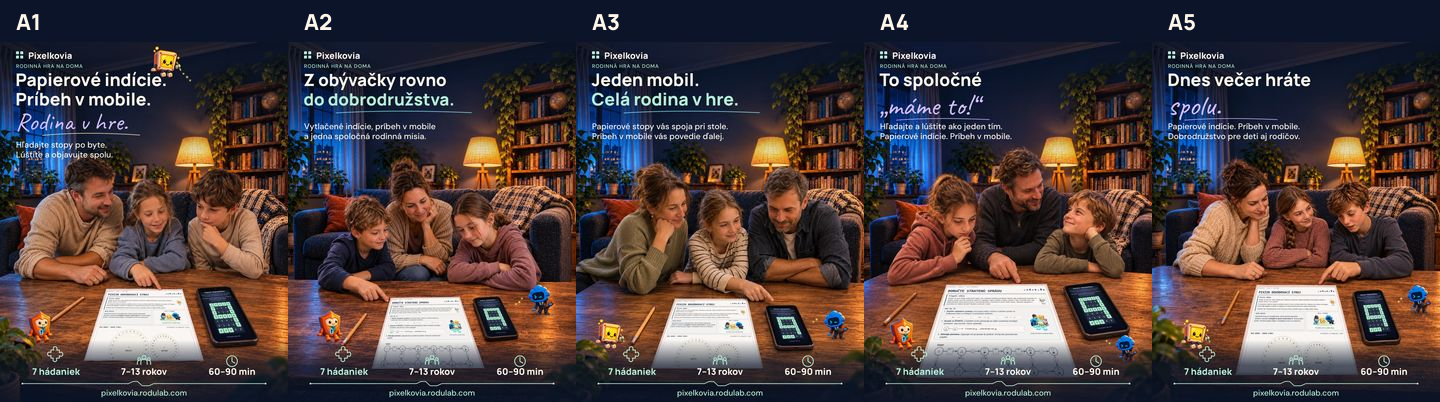 A1
Pixelkovia
RODINNÁ HRA NA DOMA
Papierové indície.
Príbeh v mobile.
Rodina v hre.
Hľadajte stopy po byte.
Lúštite a objavujte spolu.
7 hádaniek
7–13 rokov
60–90 min
pixelkovia.rodulab.com
A2
Pixelkovia
RODINNÁ HRA NA DOMA
Z obývačky rovno
do dobrodružstva.
Vytlačené indície, príbeh v mobile
a jedna spoločná rodinná misia.
7 hádaniek
7–13 rokov
60–90 min
pixelkovia.rodulab.com
A3
Pixelkovia
RODINNÁ HRA NA DOMA
Jeden mobil.
Celá rodina v hre.
Papierové stopy vás spoja pri stole.
Príbeh v mobile vás povedie ďalej.
7 hádaniek
7–13 rokov
60–90 min
pixelkovia.rodulab.com
A4
Pixelkovia
RODINNÁ HRA NA DOMA
To spoločné
„máme to!“
Hľadajte a lúštite ako jeden tím.
Papierové indície. Príbeh v mobile.
7 hádaniek
7–13 rokov
60–90 min
pixelkovia.rodulab.com
A5
Pixelkovia
RODINNÁ HRA NA DOMA
Dnes večer hráte
spolu.
Papierové indície. Príbeh v mobile.
Dobrodružstvo pre deti aj rodičov.
7 hádaniek
7–13 rokov
60–90 min
pixelkovia.rodulab.com